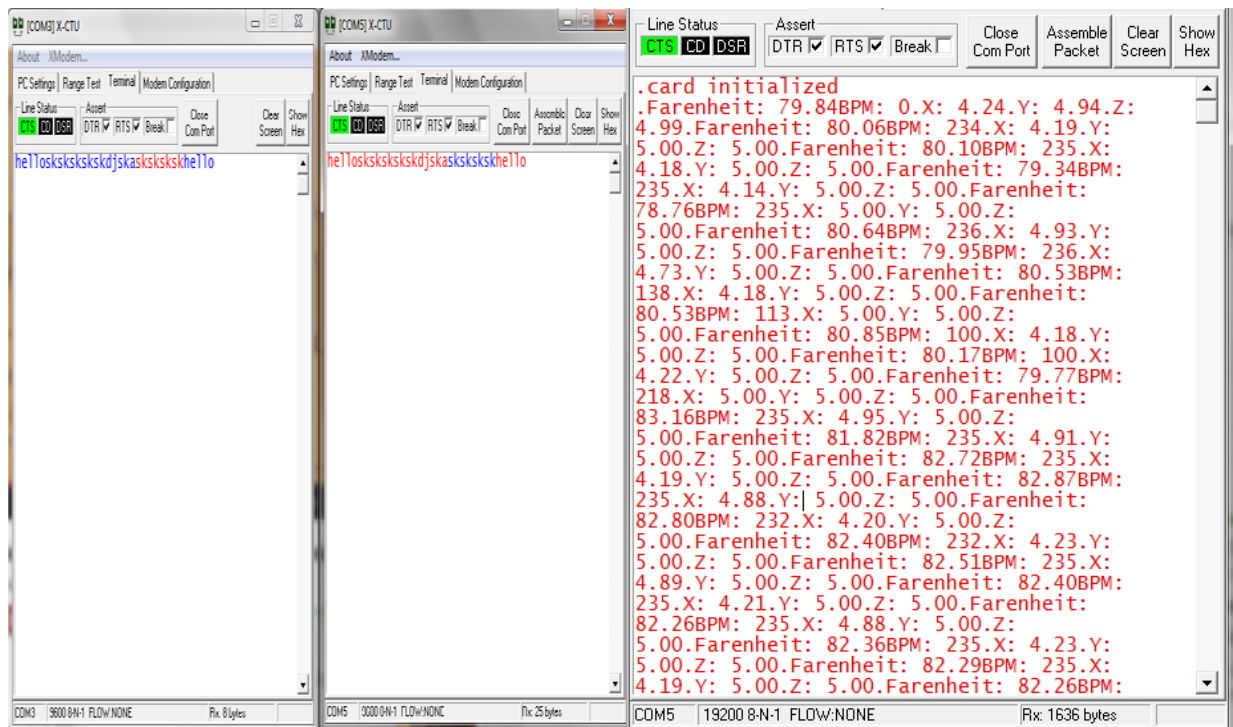 [COM3] X-CTU
About XModem...
PC Settings Range Test Terminal Modem Configuration
Line Status
CTS CD DSR
Assert
DTR RTS Break
Close Com Port
Clear Screen
Show Hex
helloskskskskskdjskaskskskskhello
COM3 9600 8-N-1 FLOW:NONE Rx: 8 bytes
[COM5] X-CTU
About XModem...
PC Settings Range Test Terminal Modem Configuration
Line Status
CTS CD DSR
Assert
DTR RTS Break
Close Com Port
Assemble Packet
Clear Screen
Show Hex
helloskskskskskdjskaskskskskhello
COM5 9600 8-N-1 FLOW:NONE Rx: 25 bytes
Line Status
CTS CD DSR
Assert
DTR RTS Break
Close Com Port
Assemble Packet
Clear Screen
Show Hex
.card initialized
.Farenheit: 79.84BPM: 0.X: 4.24.Y: 4.94.Z:
4.99.Farenheit: 80.06BPM: 234.X: 4.19.Y:
5.00.Z: 5.00.Farenheit: 80.10BPM: 235.X:
4.18.Y: 5.00.Z: 5.00.Farenheit: 79.34BPM:
235.X: 4.14.Y: 5.00.Z: 5.00.Farenheit:
78.76BPM: 235.X: 5.00.Y: 5.00.Z:
5.00.Farenheit: 80.64BPM: 236.X: 4.93.Y:
5.00.Z: 5.00.Farenheit: 79.95BPM: 236.X:
4.73.Y: 5.00.Z: 5.00.Farenheit: 80.53BPM:
138.X: 4.18.Y: 5.00.Z: 5.00.Farenheit:
80.53BPM: 113.X: 5.00.Y: 5.00.Z:
5.00.Farenheit: 80.85BPM: 100.X: 4.18.Y:
5.00.Z: 5.00.Farenheit: 80.17BPM: 100.X:
4.22.Y: 5.00.Z: 5.00.Farenheit: 79.77BPM:
218.X: 5.00.Y: 5.00.Z: 5.00.Farenheit:
83.16BPM: 235.X: 4.95.Y: 5.00.Z:
5.00.Farenheit: 81.82BPM: 235.X: 4.91.Y:
5.00.Z: 5.00.Farenheit: 82.72BPM: 235.X:
4.19.Y: 5.00.Z: 5.00.Farenheit: 82.87BPM:
235.X: 4.88.Y: 5.00.Z: 5.00.Farenheit:
82.80BPM: 232.X: 4.20.Y: 5.00.Z:
5.00.Farenheit: 82.40BPM: 232.X: 4.23.Y:
5.00.Z: 5.00.Farenheit: 82.51BPM: 235.X:
4.89.Y: 5.00.Z: 5.00.Farenheit: 82.40BPM:
235.X: 4.21.Y: 5.00.Z: 5.00.Farenheit:
82.26BPM: 235.X: 4.88.Y: 5.00.Z:
5.00.Farenheit: 82.36BPM: 235.X: 4.23.Y:
5.00.Z: 5.00.Farenheit: 82.29BPM: 235.X:
4.19.Y: 5.00.Z: 5.00.Farenheit: 82.26BPM:
COM5 19200 8-N-1 FLOW:NONE Rx: 1636 bytes